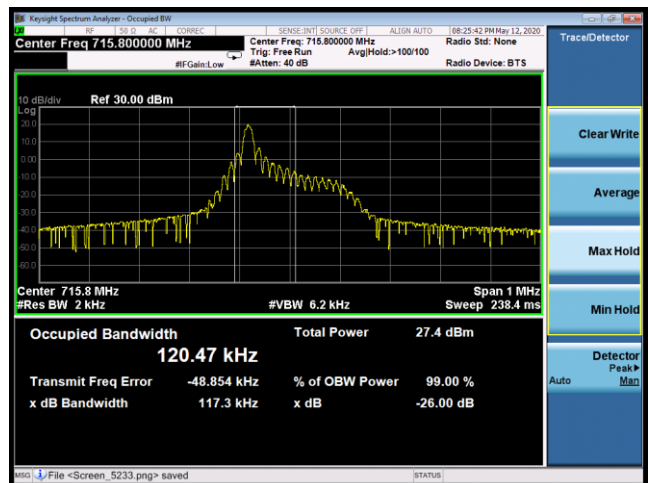 Keysight Spectrum Analyzer - Occupied BW
RF 50 Ω AC CORREC SENSE:INT SOURCE OFF ALIGN AUTO 08:25:42 PM May 12, 2020
Center Freq 715.800000 MHz Center Freq: 715.800000 MHz Radio Std: None Trace/Detector
Trig: Free Run Avg|Hold:>100/100
#IFGain:Low #Atten: 40 dB Radio Device: BTS
10 dB/div Ref 30.00 dBm
Log
20.0
10.0
0.00
-10.0
-20.0
-30.0
-40.0
-50.0
-60.0
Clear Write
Average
Max Hold
Min Hold
Center 715.8 MHz Span 1 MHz
#Res BW 2 kHz #VBW 6.2 kHz Sweep 238.4 ms
Occupied Bandwidth Total Power 27.4 dBm
120.47 kHz
Transmit Freq Error -48.854 kHz % of OBW Power 99.00 %
x dB Bandwidth 117.3 kHz x dB -26.00 dB
Detector
Peak▶
Auto Man
MSG File <Screen_5233.png> saved STATUS